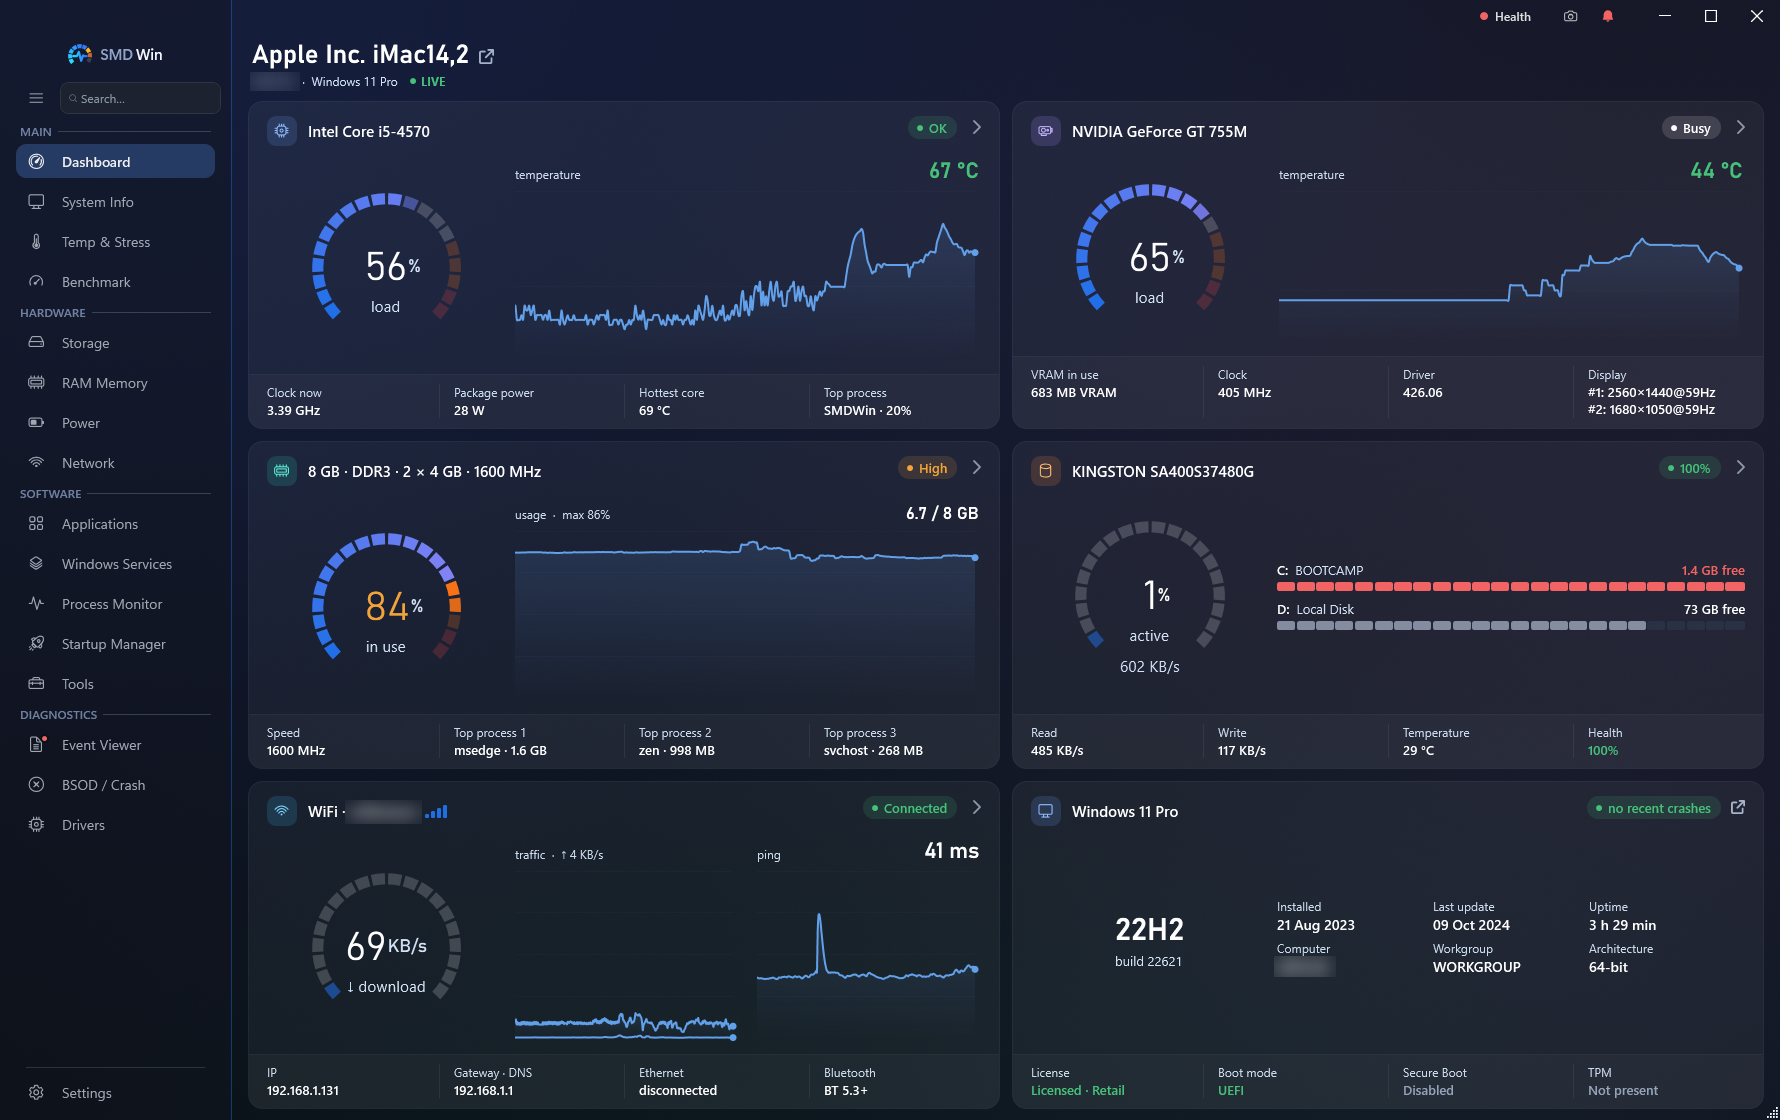 Health
SMD Win
Search...
MAIN
Dashboard
System Info
Temp & Stress
Benchmark
HARDWARE
Storage
RAM Memory
Power
Network
SOFTWARE
Applications
Windows Services
Process Monitor
Startup Manager
Tools
DIAGNOSTICS
Event Viewer
BSOD / Crash
Drivers
Settings
Apple Inc. iMac14,2
· Windows 11 Pro ● LIVE
Intel Core i5-4570
OK
temperature
67 °C
56%
load
Clock now
3.39 GHz
Package power
28 W
Hottest core
69 °C
Top process
SMDWin · 20%
NVIDIA GeForce GT 755M
Busy
temperature
44 °C
65%
load
VRAM in use
683 MB VRAM
Clock
405 MHz
Driver
426.06
Display
#1: 2560×1440@59Hz
#2: 1680×1050@59Hz
8 GB · DDR3 · 2 × 4 GB · 1600 MHz
High
usage · max 86%
6.7 / 8 GB
84%
in use
Speed
1600 MHz
Top process 1
msedge · 1.6 GB
Top process 2
zen · 998 MB
Top process 3
svchost · 268 MB
KINGSTON SA400S37480G
100%
1%
active
602 KB/s
C: BOOTCAMP
1.4 GB free
D: Local Disk
73 GB free
Read
485 KB/s
Write
117 KB/s
Temperature
29 °C
Health
100%
WiFi ·
Connected
traffic · ↑ 4 KB/s
ping
41 ms
69 KB/s
↓ download
IP
192.168.1.131
Gateway · DNS
192.168.1.1
Ethernet
disconnected
Bluetooth
BT 5.3+
Windows 11 Pro
no recent crashes
22H2
build 22621
Installed
21 Aug 2023
Last update
09 Oct 2024
Uptime
3 h 29 min
Computer
Workgroup
WORKGROUP
Architecture
64-bit
License
Licensed · Retail
Boot mode
UEFI
Secure Boot
Disabled
TPM
Not present